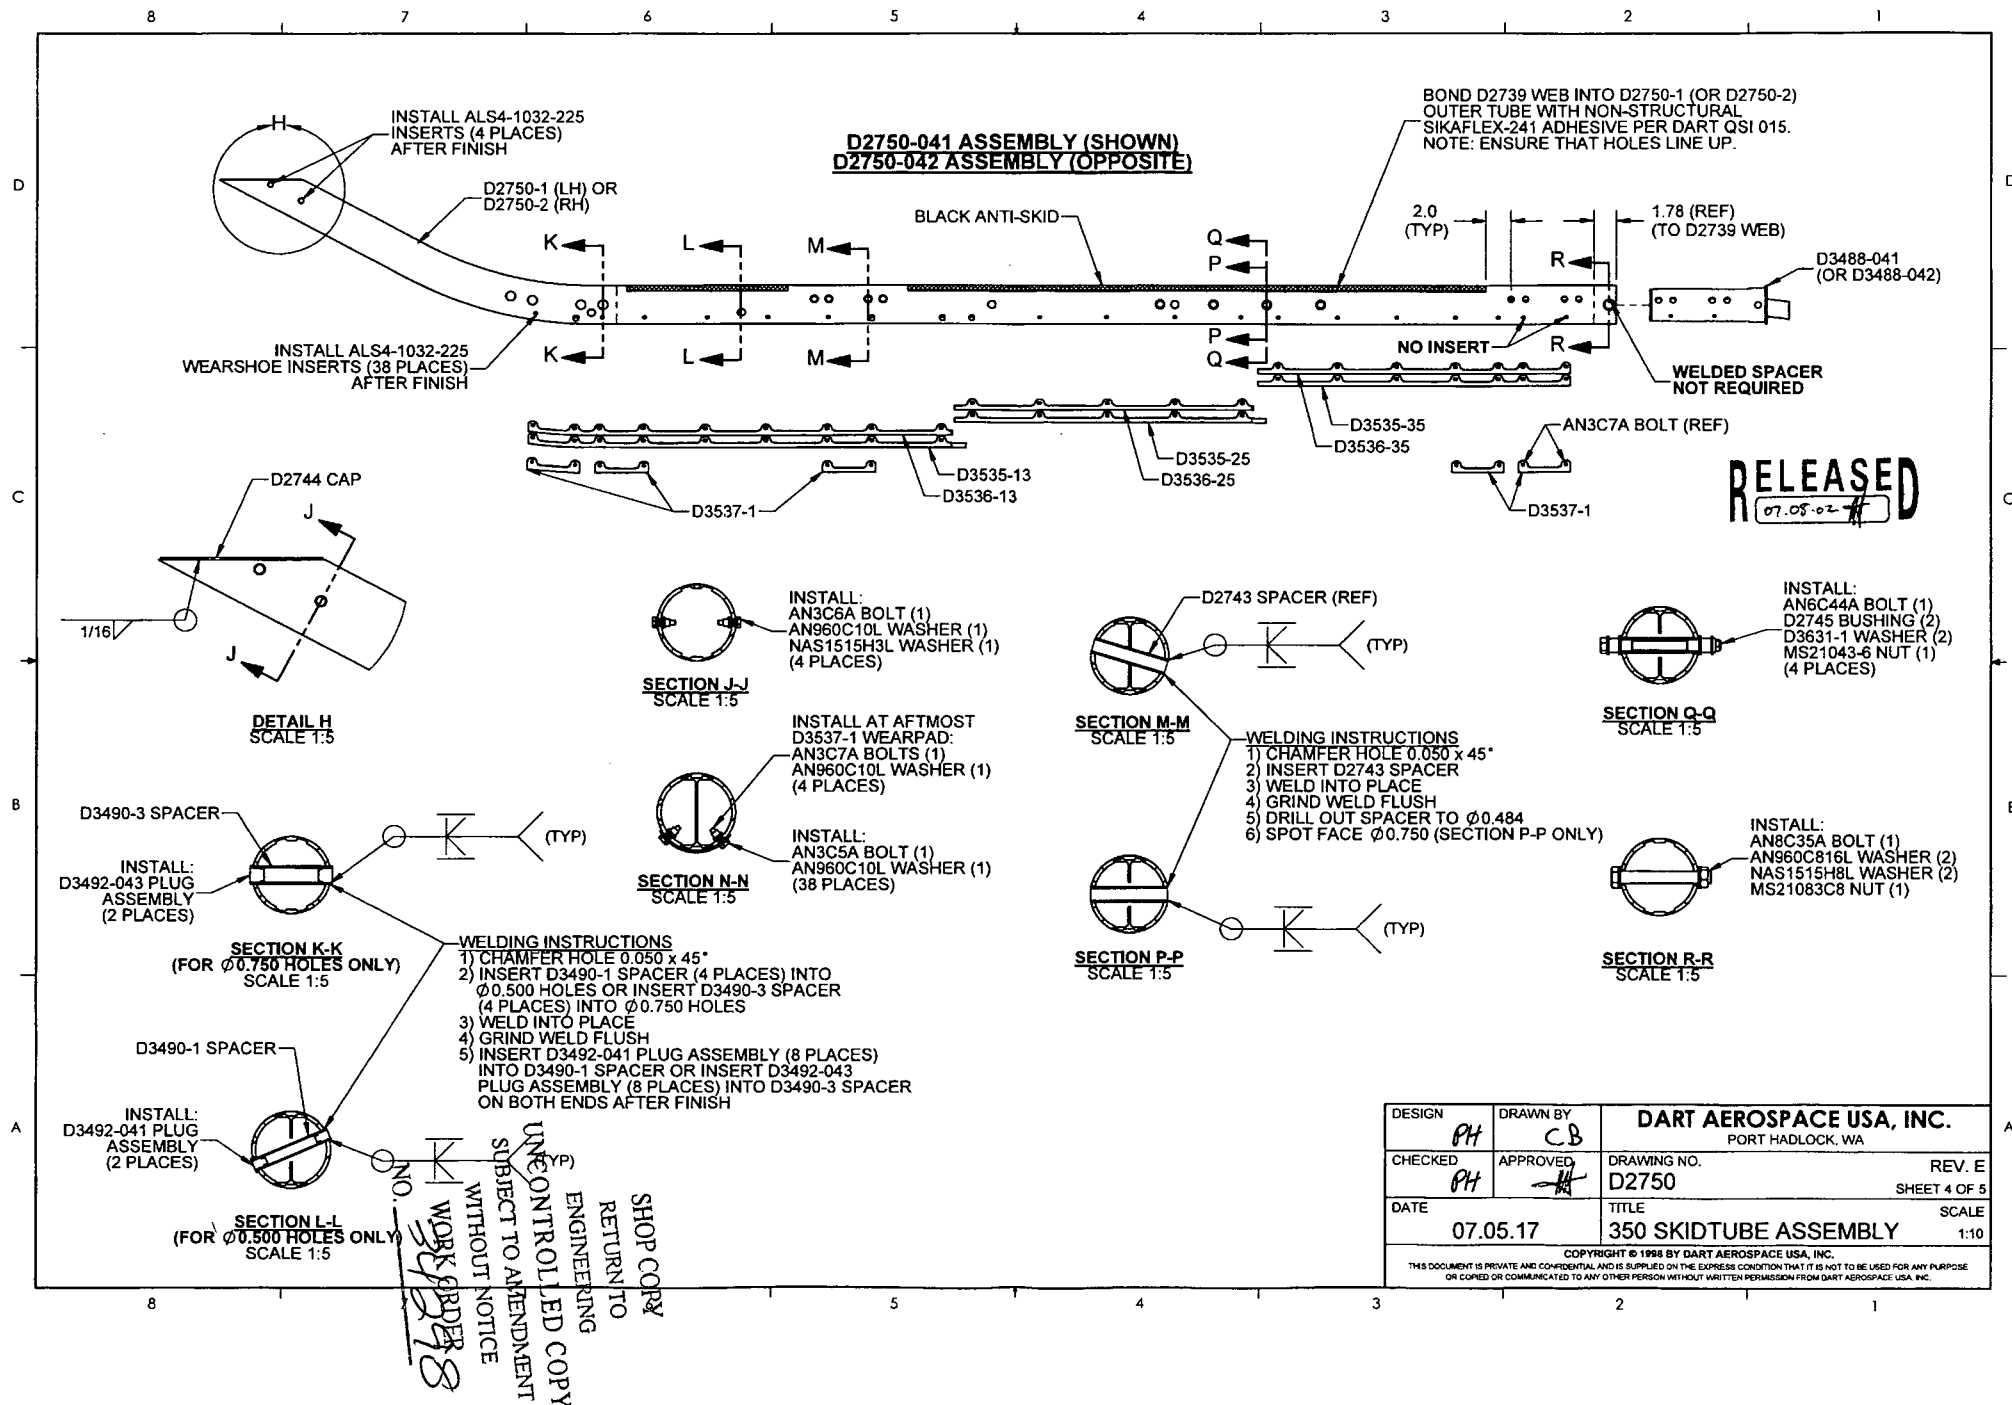 8 7 6 5 4 3 2 1
D
C
B
A
INSTALL ALS4-1032-225
INSERTS (4 PLACES)
AFTER FINISH
H
D2750-1 (LH) OR
D2750-2 (RH)
D2750-041 ASSEMBLY (SHOWN)
D2750-042 ASSEMBLY (OPPOSITE)
BLACK ANTI-SKID
BOND D2739 WEB INTO D2750-1 (OR D2750-2)
OUTER TUBE WITH NON-STRUCTURAL
SIKAFLEX-241 ADHESIVE PER DART QSI 015.
NOTE: ENSURE THAT HOLES LINE UP.
2.0
(TYP)
1.78 (REF)
(TO D2739 WEB)
D3488-041
(OR D3488-042)
K
L
M
Q
P
R
K
L
M
P
Q
R
INSTALL ALS4-1032-225
WEARSHOE INSERTS (38 PLACES)
AFTER FINISH
NO INSERT
WELDED SPACER
NOT REQUIRED
D3535-35
D3536-35
AN3C7A BOLT (REF)
D3535-25
D3536-25
D3535-13
D3536-13
D3537-1
D3537-1
RELEASED
07.05.02
D2744 CAP
J
J
1/16
DETAIL H
SCALE 1:5
INSTALL:
AN3C6A BOLT (1)
AN960C10L WASHER (1)
NAS1515H3L WASHER (1)
(4 PLACES)
SECTION J-J
SCALE 1:5
D2743 SPACER (REF)
(TYP)
SECTION M-M
SCALE 1:5
INSTALL:
AN6C44A BOLT (1)
D2745 BUSHING (2)
D3631-1 WASHER (2)
MS21043-6 NUT (1)
(4 PLACES)
SECTION Q-Q
SCALE 1:5
INSTALL AT AFTMOST
D3537-1 WEARPAD:
AN3C7A BOLTS (1)
AN960C10L WASHER (1)
(4 PLACES)
INSTALL:
AN3C5A BOLT (1)
AN960C10L WASHER (1)
(38 PLACES)
SECTION N-N
SCALE 1:5
WELDING INSTRUCTIONS
1) CHAMFER HOLE 0.050 x 45°
2) INSERT D2743 SPACER
3) WELD INTO PLACE
4) GRIND WELD FLUSH
5) DRILL OUT SPACER TO Ø0.484
6) SPOT FACE Ø0.750 (SECTION P-P ONLY)
(TYP)
SECTION P-P
SCALE 1:5
INSTALL:
AN8C35A BOLT (1)
AN960C816L WASHER (2)
NAS1515H8L WASHER (2)
MS21083C8 NUT (1)
SECTION R-R
SCALE 1:5
D3490-3 SPACER
(TYP)
INSTALL:
D3492-043 PLUG
ASSEMBLY
(2 PLACES)
SECTION K-K
(FOR Ø0.750 HOLES ONLY)
SCALE 1:5
WELDING INSTRUCTIONS
1) CHAMFER HOLE 0.050 x 45°
2) INSERT D3490-1 SPACER (4 PLACES) INTO
Ø0.500 HOLES OR INSERT D3490-3 SPACER
(4 PLACES) INTO Ø0.750 HOLES
3) WELD INTO PLACE
4) GRIND WELD FLUSH
5) INSERT D3492-041 PLUG ASSEMBLY (8 PLACES)
INTO D3490-1 SPACER OR INSERT D3492-043
PLUG ASSEMBLY (8 PLACES) INTO D3490-3 SPACER
ON BOTH ENDS AFTER FINISH
D3490-1 SPACER
INSTALL:
D3492-041 PLUG
ASSEMBLY
(2 PLACES)
(TYP)
SECTION L-L
(FOR Ø0.500 HOLES ONLY)
SCALE 1:5
SHOP COPY
RETURN TO
ENGINEERING
UNCONTROLLED COPY
SUBJECT TO AMENDMENT
WITHOUT NOTICE
WORK ORDER
NO.
DESIGN PH
DRAWN BY CB
DART AEROSPACE USA, INC.
PORT HADLOCK, WA
CHECKED PH
APPROVED
DRAWING NO.
D2750
REV. E
SHEET 4 OF 5
DATE
07.05.17
TITLE
350 SKIDTUBE ASSEMBLY
SCALE
1:10
COPYRIGHT © 1998 BY DART AEROSPACE USA, INC.
THIS DOCUMENT IS PRIVATE AND CONFIDENTIAL AND IS SUPPLIED ON THE EXPRESS CONDITION THAT IT IS NOT TO BE USED FOR ANY PURPOSE
OR COPIED OR COMMUNICATED TO ANY OTHER PERSON WITHOUT WRITTEN PERMISSION FROM DART AEROSPACE USA, INC.
8 7 5 4 3 2 1